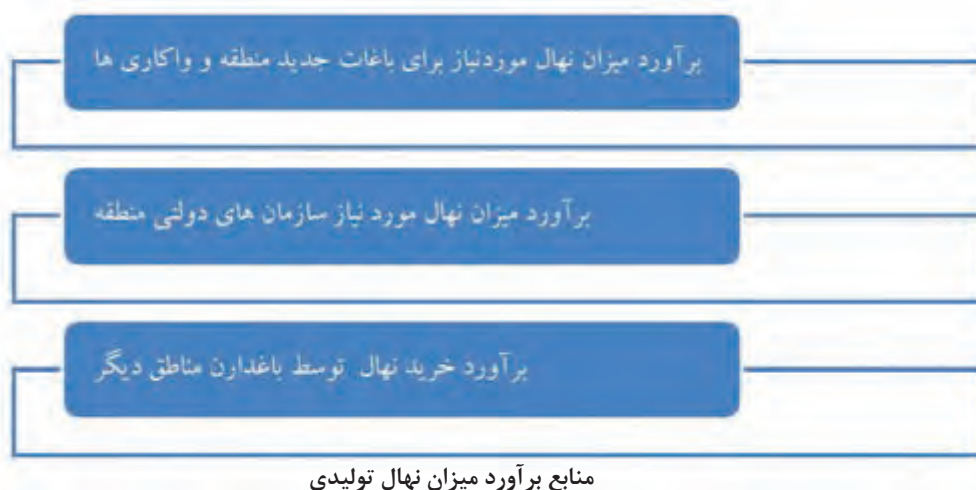 برآورد میزان نهال موردنیاز برای باغات جدید منطقه و واکاری ها
برآورد میزان نهال مورد نیاز سازمان های دولتی منطقه
برآورد خرید نهال توسط باغدارن مناطق دیگر
منابع برآورد میزان نهال تولیدی